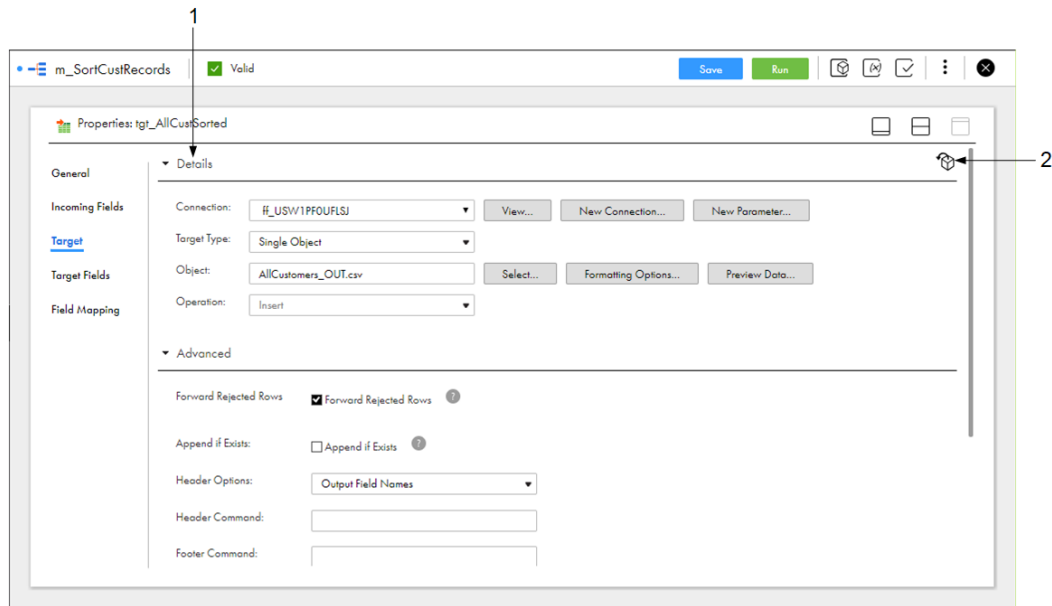 1
m_SortCustRecords
Valid
Save
Run
Properties: tgt_AllCustSorted
General
Incoming Fields
Target
Target Fields
Field Mapping
Details
2
Connection: ff_USW1PF0UFLSJ View... New Connection... New Parameter...
Target Type: Single Object
Object: AllCustomers_OUT.csv Select... Formatting Options... Preview Data...
Operation: Insert
Advanced
Forward Rejected Rows Forward Rejected Rows ?
Append if Exists: Append if Exists ?
Header Options: Output Field Names
Header Command:
Footer Command: